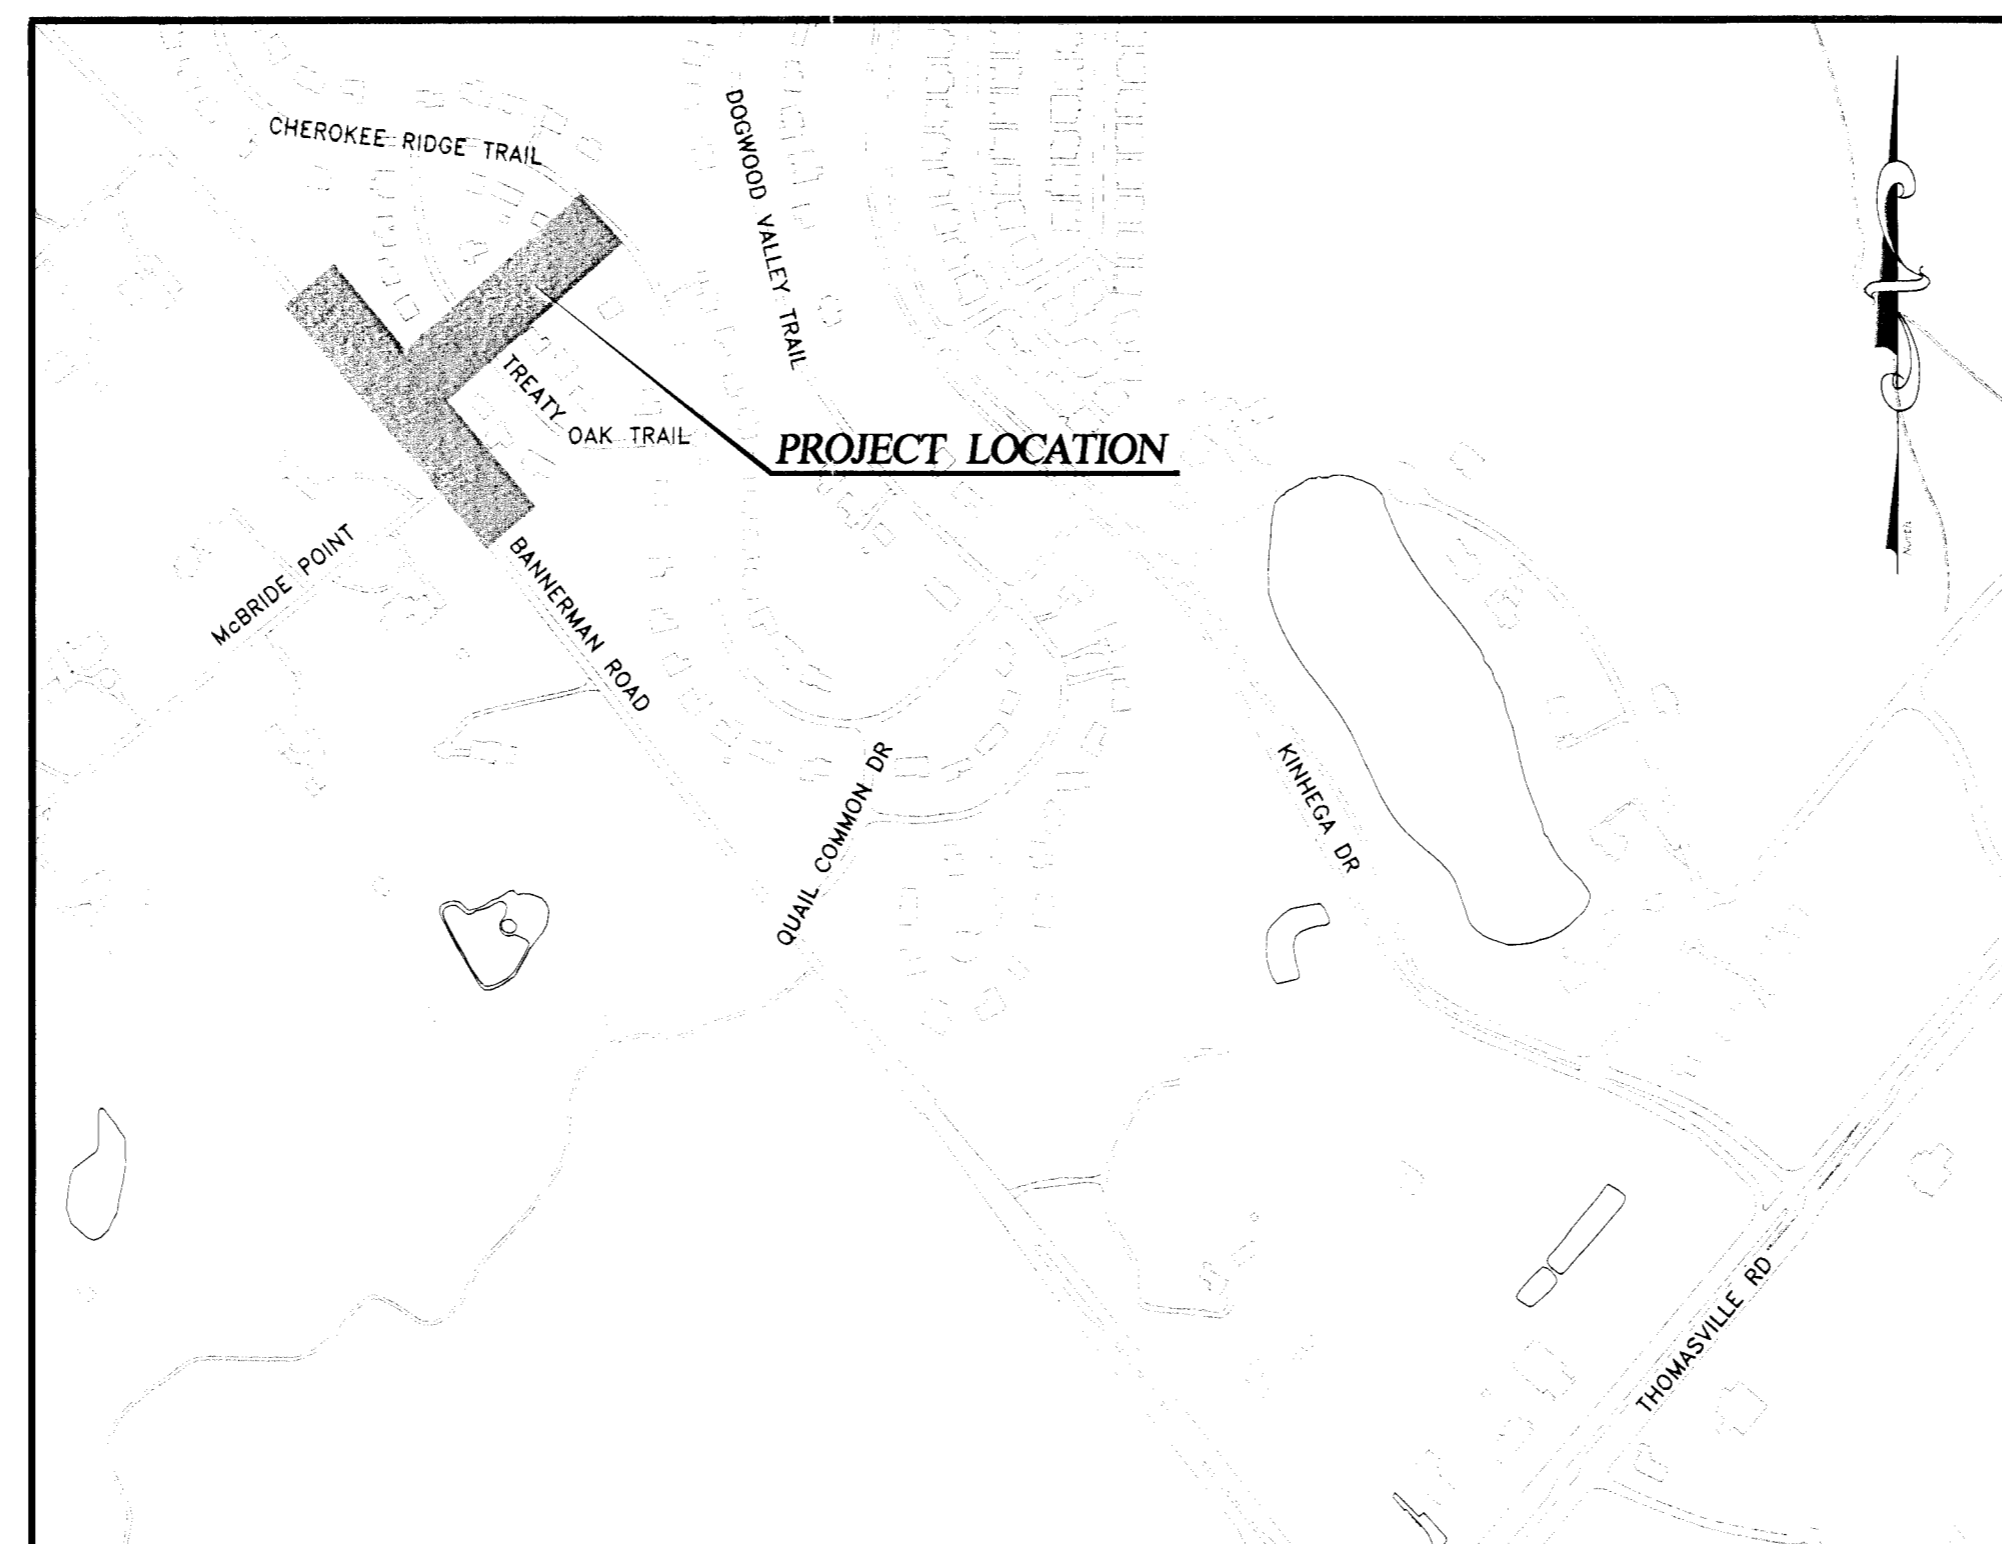 CHEROKEE RIDGE TRAIL
DOGWOOD VALLEY TRAIL
TREATY
OAK TRAIL
PROJECT LOCATION
McBRIDE POINT
BANNERMAN ROAD
QUAIL COMMON DR
KINHEGA DR
THOMASVILLE RD
North